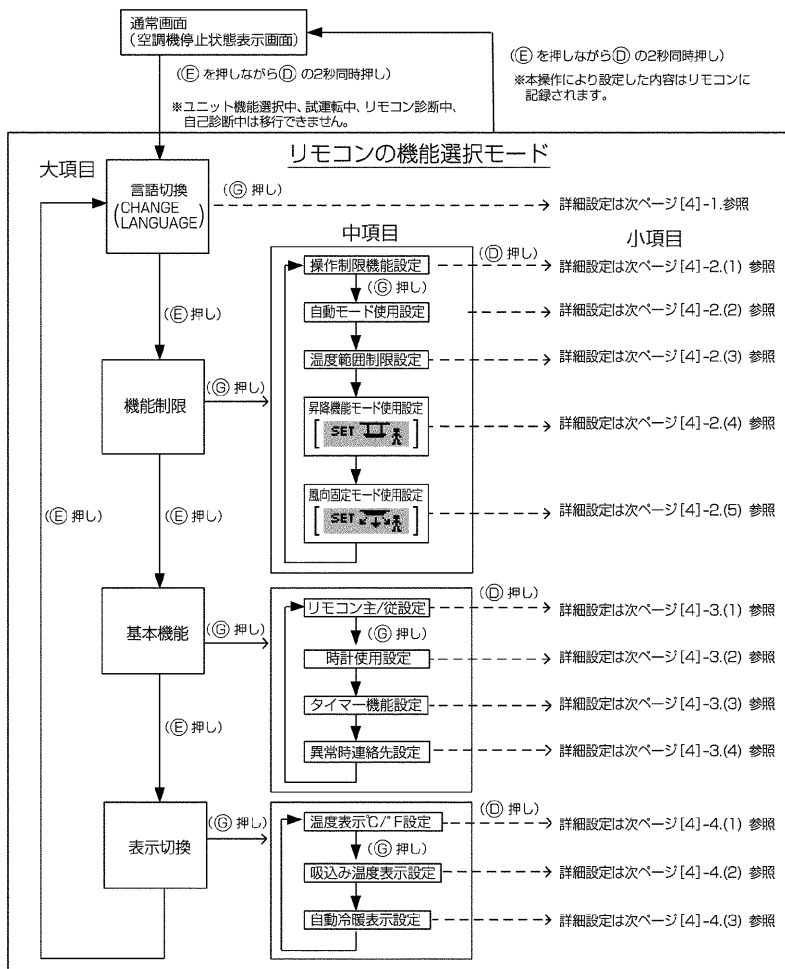 通常画面
(空調機停止状態表示画面)
(Ⓔ を押しながらⒹ の2秒同時押し)
※ユニット機能選択中、試運転中、リモコン診断中、
自己診断中は移行できません。
(Ⓔ を押しながらⒹ の2秒同時押し)
※本操作により設定した内容はリモコンに
記録されます。
リモコンの機能選択モード
大項目
言語切換
(CHANGE
LANGUAGE)
(Ⓖ 押し)
詳細設定は次ページ[4]-1.参照
中項目
小項目
(Ⓔ 押し)
機能制限
(Ⓖ 押し)
操作制限機能設定
(Ⓓ 押し)
詳細設定は次ページ[4]-2.(1) 参照
(Ⓖ 押し)
自動モード使用設定
詳細設定は次ページ[4]-2.(2) 参照
温度範囲制限設定
詳細設定は次ページ[4]-2.(3) 参照
昇降機能モード使用設定
[ SET ]
詳細設定は次ページ[4]-2.(4) 参照
風向固定モード使用設定
[ SET ]
詳細設定は次ページ[4]-2.(5) 参照
(Ⓔ 押し)
(Ⓔ 押し)
基本機能
(Ⓖ 押し)
リモコン主/従設定
(Ⓓ 押し)
詳細設定は次ページ[4]-3.(1) 参照
(Ⓖ 押し)
時計使用設定
詳細設定は次ページ[4]-3.(2) 参照
タイマー機能設定
詳細設定は次ページ[4]-3.(3) 参照
異常時連絡先設定
詳細設定は次ページ[4]-3.(4) 参照
(Ⓔ 押し)
表示切換
(Ⓖ 押し)
温度表示℃/°F設定
(Ⓓ 押し)
詳細設定は次ページ[4]-4.(1) 参照
(Ⓖ 押し)
吸込み温度表示設定
詳細設定は次ページ[4]-4.(2) 参照
自動冷暖表示設定
詳細設定は次ページ[4]-4.(3) 参照